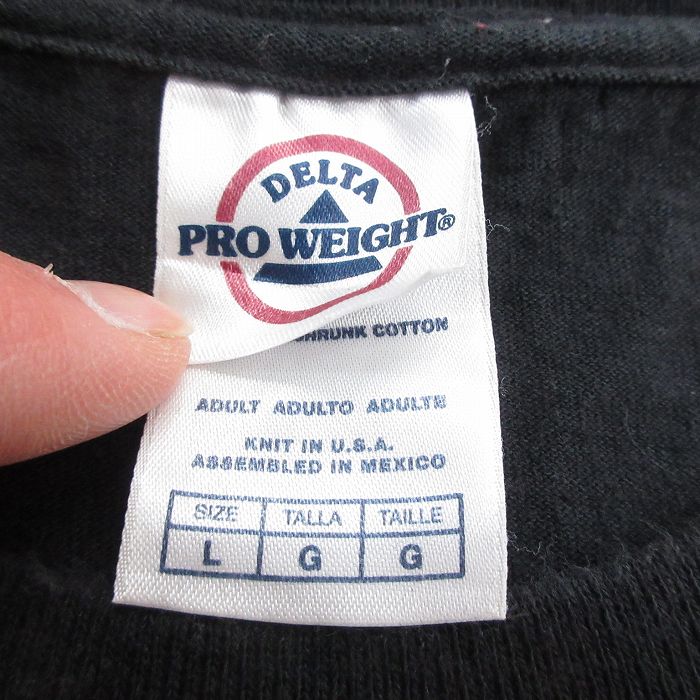 DELTA
PRO WEIGHT®
SHRUNK COTTON
ADULT ADULTO ADULTE
KNIT IN U.S.A.
ASSEMBLED IN MEXICO
SIZE TALLA TAILLE
L G G